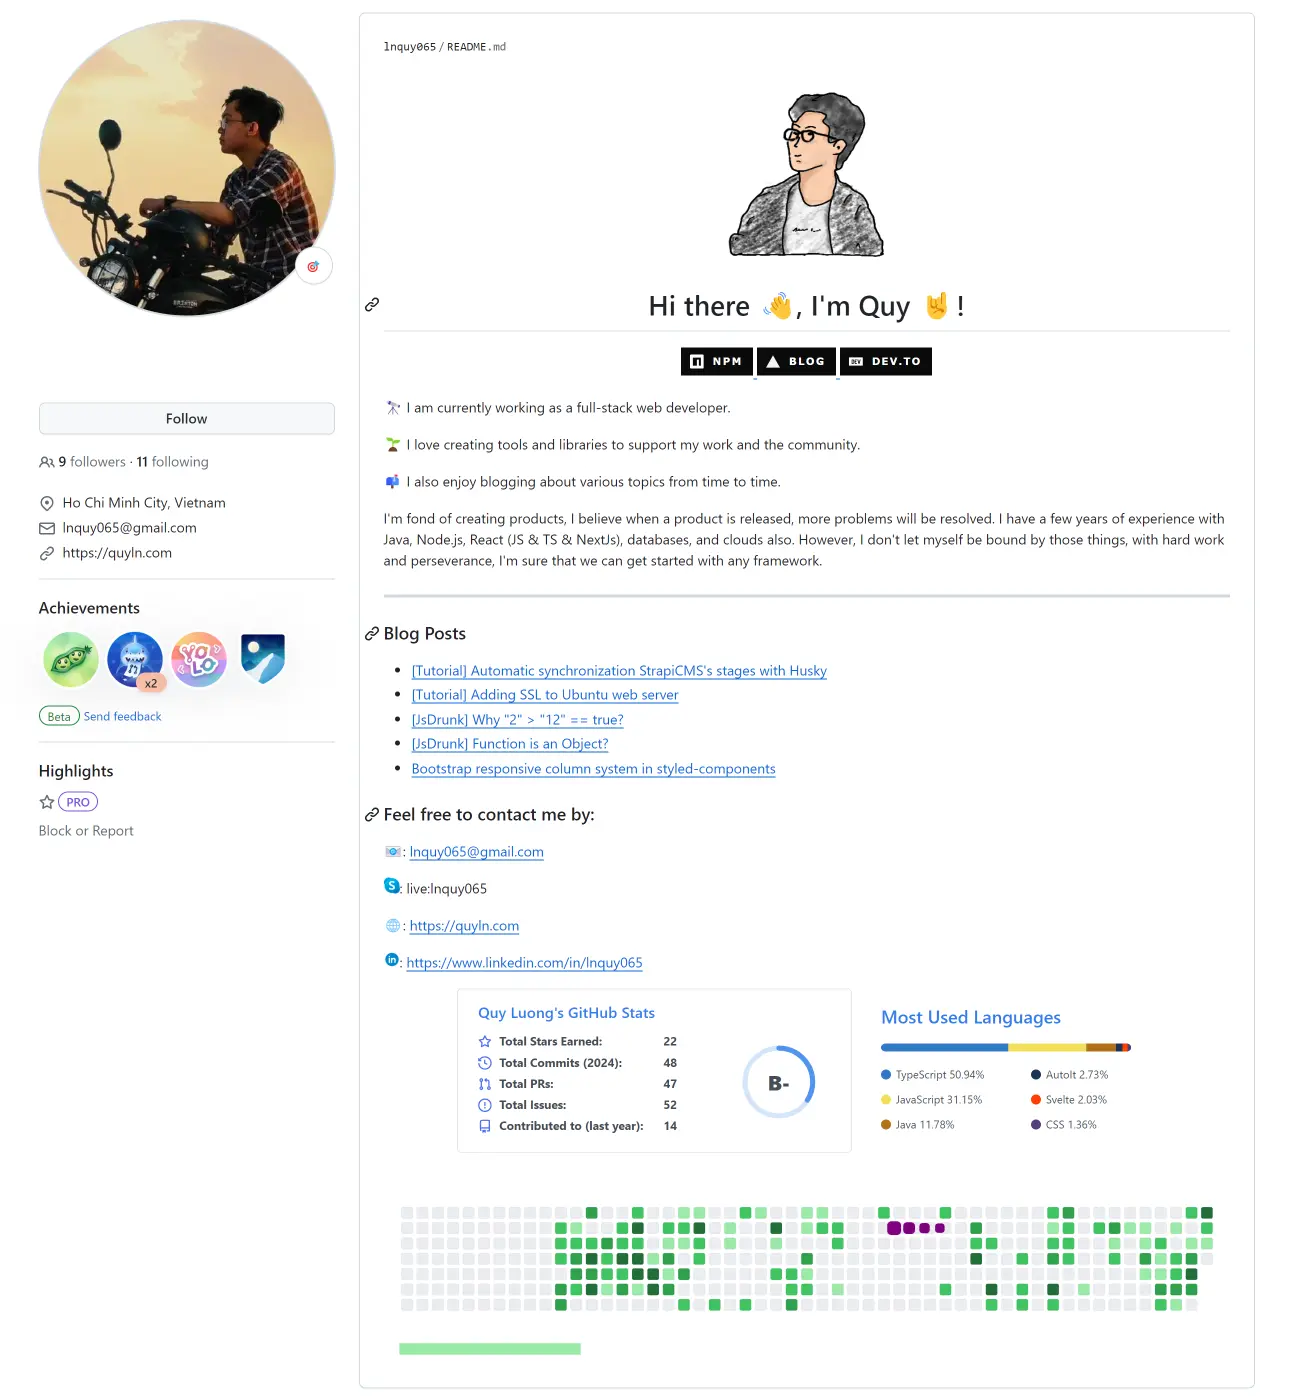 lnquy065 / README.md
Hi there 👋, I'm Quy 🤘 !
NPM BLOG DEV.TO
I am currently working as a full-stack web developer.
I love creating tools and libraries to support my work and the community.
I also enjoy blogging about various topics from time to time.
I'm fond of creating products, I believe when a product is released, more problems will be resolved. I have a few years of experience with
Java, Node.js, React (JS & TS & NextJs), databases, and clouds also. However, I don't let myself be bound by those things, with hard work
and perseverance, I'm sure that we can get started with any framework.
Follow
9 followers · 11 following
Ho Chi Minh City, Vietnam
lnquy065@gmail.com
https://quyln.com
Achievements
YOLO
x2
Beta Send feedback
Highlights
PRO
Block or Report
Blog Posts
[Tutorial] Automatic synchronization StrapiCMS's stages with Husky
[Tutorial] Adding SSL to Ubuntu web server
[JsDrunk] Why "2" > "12" == true?
[JsDrunk] Function is an Object?
Bootstrap responsive column system in styled-components
Feel free to contact me by:
: lnquy065@gmail.com
: live:lnquy065
: https://quyln.com
: https://www.linkedin.com/in/lnquy065
Quy Luong's GitHub Stats
Total Stars Earned: 22
Total Commits (2024): 48
Total PRs: 47
Total Issues: 52
Contributed to (last year): 14
B-
Most Used Languages
TypeScript 50.94%
JavaScript 31.15%
Java 11.78%
AutoIt 2.73%
Svelte 2.03%
CSS 1.36%